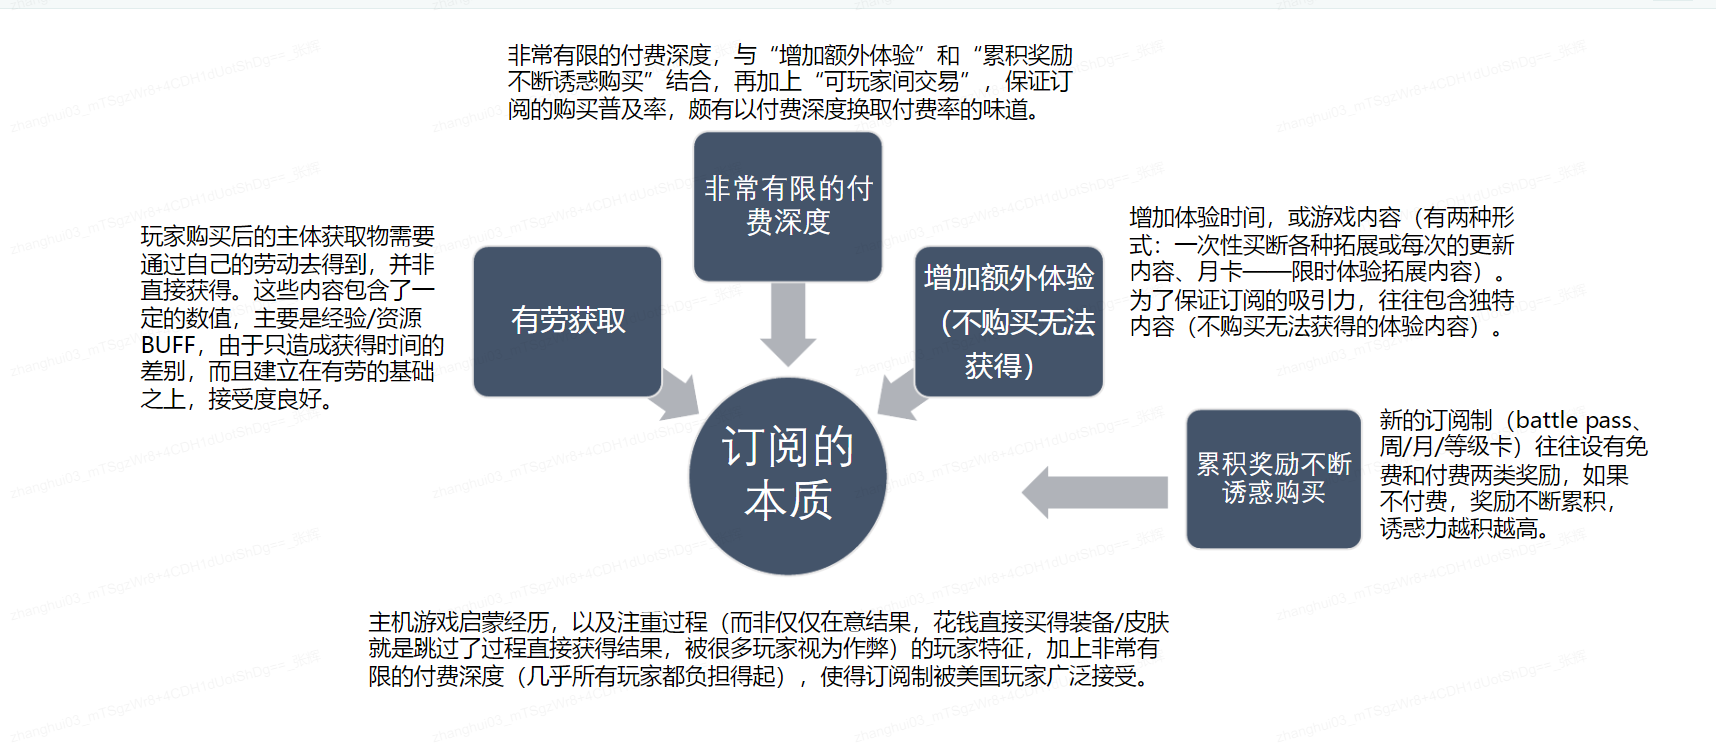 非常有限的付费深度，与“增加额外体验”和“累积奖励
不断诱惑购买”结合，再加上“可玩家间交易”，保证订
阅的购买普及率，颇有以付费深度换取付费率的味道。
非常有限的付
费深度
玩家购买后的主体获取物需要
通过自己的劳动去得到，并非
直接获得。这些内容包含了一
定的数值，主要是经验/资源
BUFF，由于只造成获得时间的
差别，而且建立在有劳的基础
之上，接受度良好。
有劳获取
增加额外体验
（不购买无法
获得）
增加体验时间，或游戏内容（有两种形
式：一次性买断各种拓展或每次的更新
内容、月卡——限时体验拓展内容）。
为了保证订阅的吸引力，往往包含独特
内容（不购买无法获得的体验内容）。
订阅的
本质
累积奖励不断
诱惑购买
新的订阅制（battle pass、
周/月/等级卡）往往设有免
费和付费两类奖励，如果
不付费，奖励不断累积，
诱惑力越积越高。
主机游戏启蒙经历，以及注重过程（而非仅仅在意结果，花钱直接买得装备/皮肤
就是跳过了过程直接获得结果，被很多玩家视为作弊）的玩家特征，加上非常有
限的付费深度（几乎所有玩家都负担得起），使得订阅制被美国玩家广泛接受。